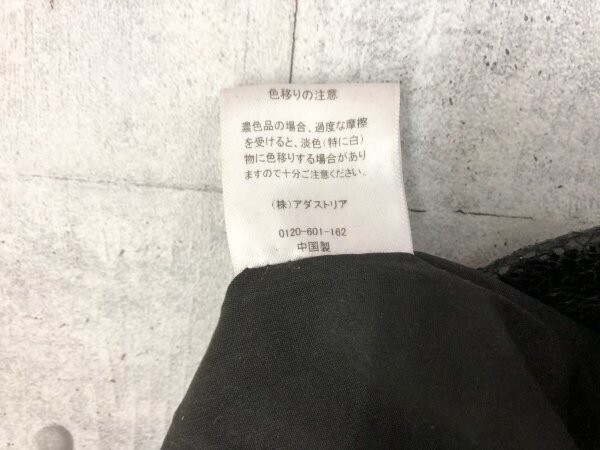 色移りの注意
濃色品の場合、過度な摩擦
を受けると、淡色(特に白)
物に色移りする場合があり
ますので十分ご注意ください。
(株)アダストリア
0120-601-162
中国製